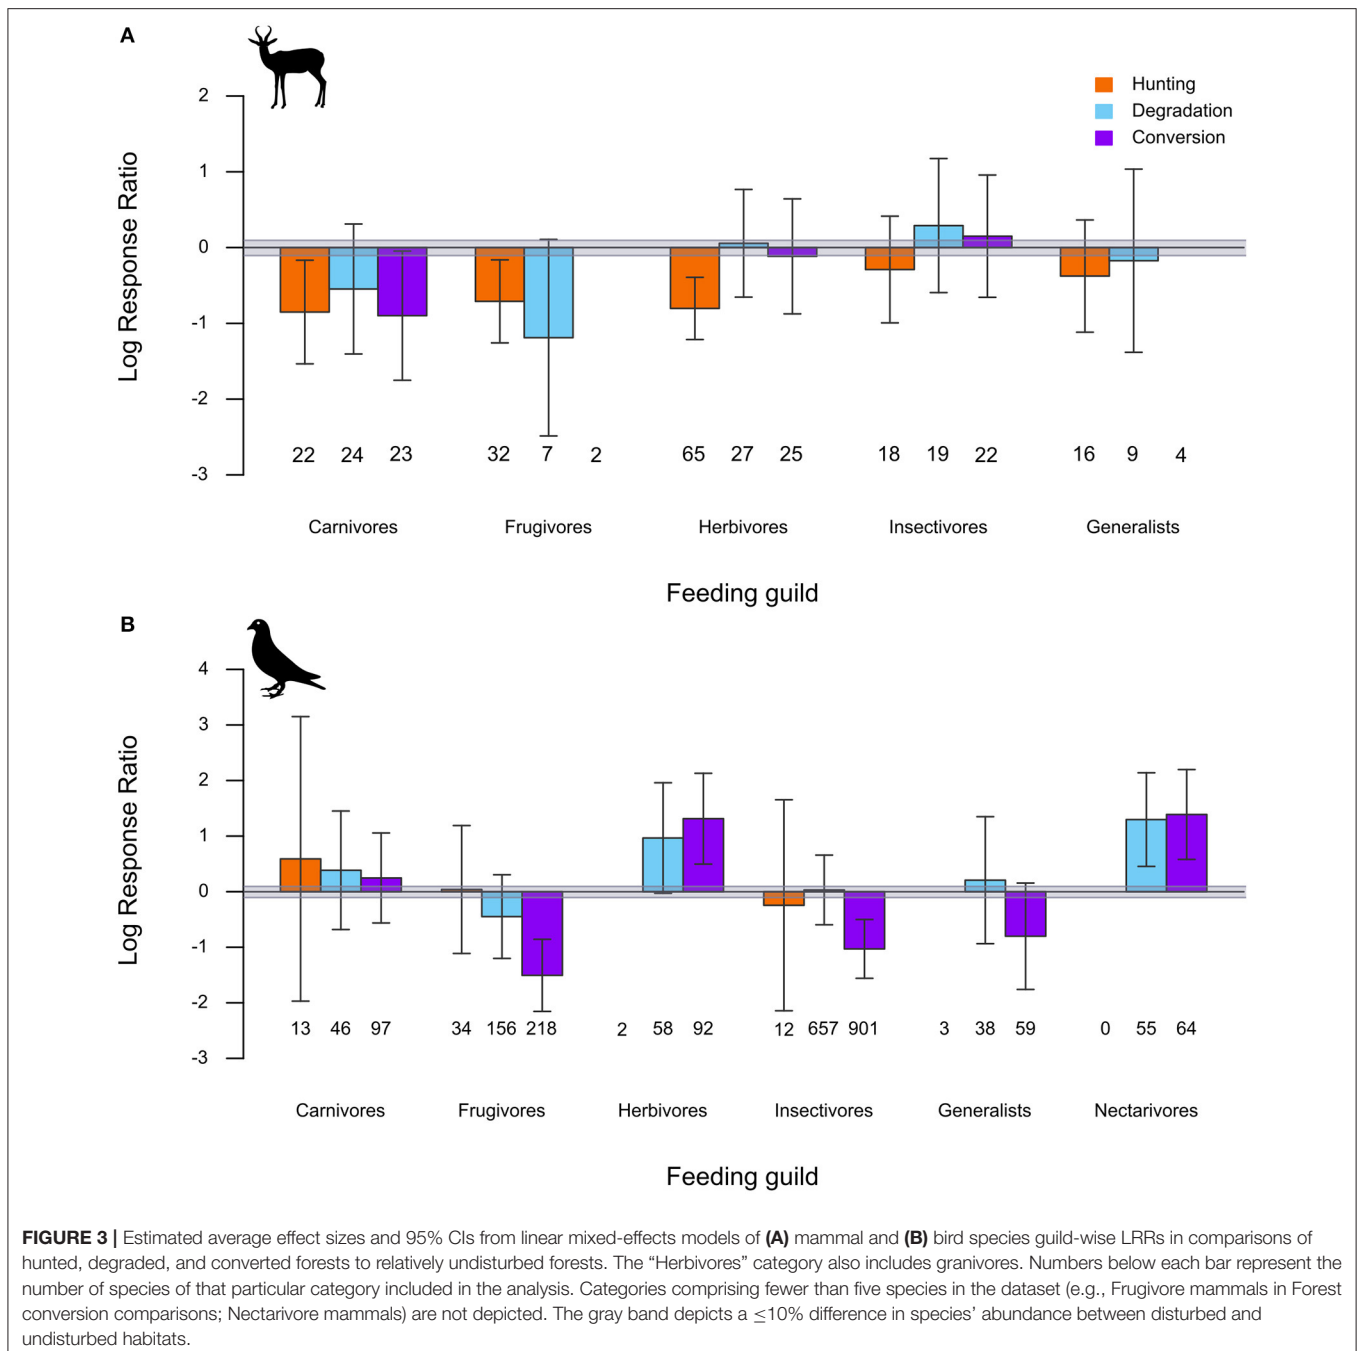 A
2
1
0
-1
-2
-3
Log Response Ratio
Hunting
Degradation
Conversion
22 24 23 32 7 2 65 27 25 18 19 22 16 9 4
Carnivores Frugivores Herbivores Insectivores Generalists
Feeding guild
B
4
3
2
1
0
-1
-2
-3
Log Response Ratio
13 46 97 34 156 218 2 58 92 12 657 901 3 38 59 0 55 64
Carnivores Frugivores Herbivores Insectivores Generalists Nectarivores
Feeding guild
FIGURE 3 | Estimated average effect sizes and 95% CIs from linear mixed-effects models of (A) mammal and (B) bird species guild-wise LRRs in comparisons of
hunted, degraded, and converted forests to relatively undisturbed forests. The “Herbivores” category also includes granivores. Numbers below each bar represent the
number of species of that particular category included in the analysis. Categories comprising fewer than five species in the dataset (e.g., Frugivore mammals in Forest
conversion comparisons; Nectarivore mammals) are not depicted. The gray band depicts a ≤10% difference in species’ abundance between disturbed and
undisturbed habitats.